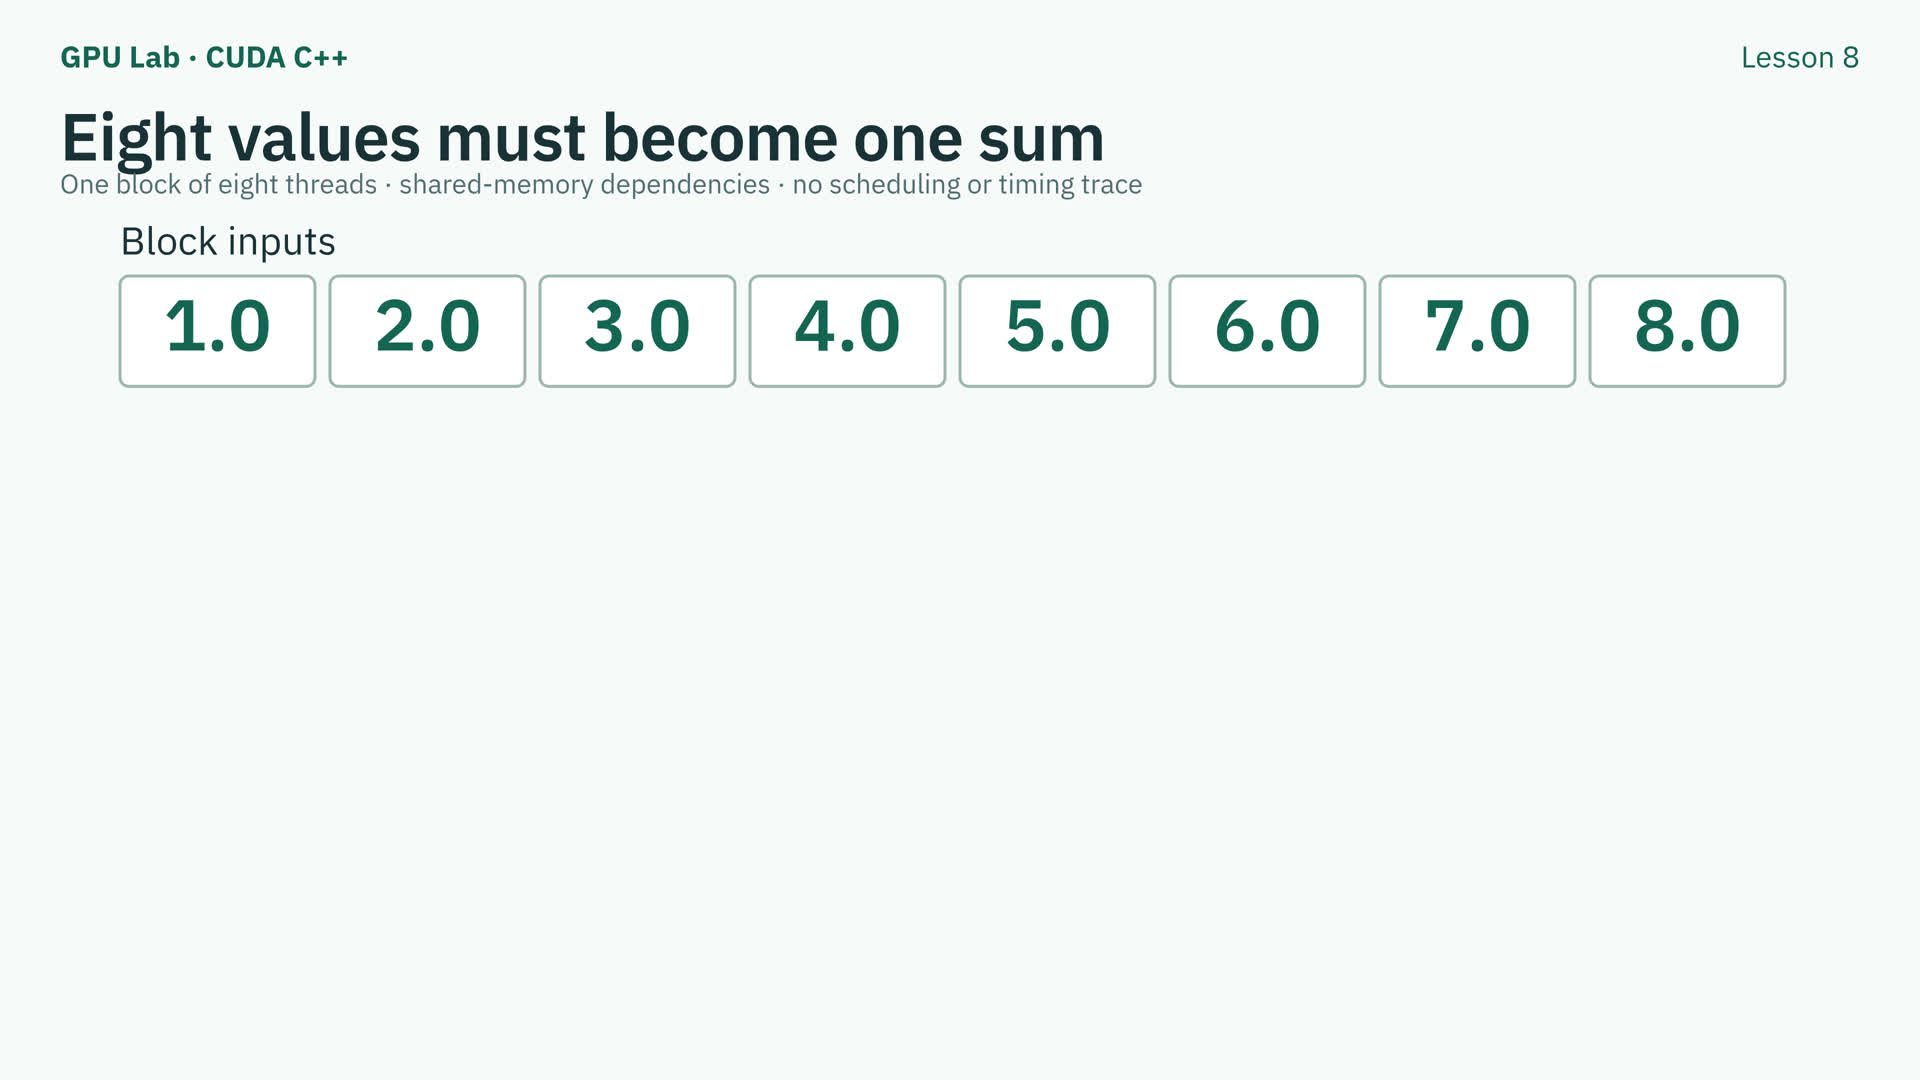 GPU Lab · CUDA C++
Lesson 8
Eight values must become one sum
One block of eight threads · shared-memory dependencies · no scheduling or timing trace
Block inputs
1.0 2.0 3.0 4.0 5.0 6.0 7.0 8.0